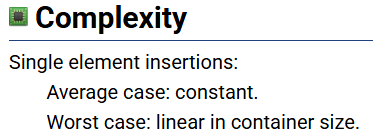 Complexity
Single element insertions:
Average case: constant.
Worst case: linear in container size.